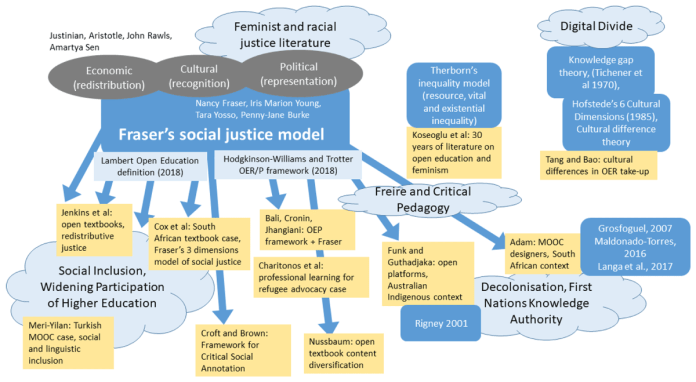 Justinian, Aristotle, John Rawls,
Amartya Sen
Feminist and racial
justice literature
Digital Divide
Economic
(redistribution)
Cultural
(recognition)
Political
(representation)
Nancy Fraser, Iris Marion Young,
Tara Yosso, Penny-Jane Burke
Fraser's social justice model
Therborn's
inequality model
(resource, vital
and existential
inequality)
Koseoglu et al: 30
years of literature on
open education and
feminism
Knowledge gap
theory, (Tichener et
al 1970),
Hofstede's 6 Cultural
Dimensions (1985),
Cultural difference
theory
Tang and Bao: cultural
differences in OER take-up
Lambert Open Education
definition (2018)
Hodgkinson-Williams and Trotter
OER/P framework (2018)
Freire and Critical
Pedagogy
Jenkins et al:
open textbooks,
redistributive
justice
Cox et al: South
African textbook case,
Fraser's 3 dimensions
model of social justice
Bali, Cronin,
Jhangiani: OEP
framework + Fraser
Charitonos et al:
professional learning for
refugee advocacy case
Funk and
Guthadjaka: open
platforms,
Australian
Indigenous context
Adam: MOOC
designers, South
African context
Grosfoguel, 2007
Maldonado-Torres,
2016
Langa et al., 2017
Social Inclusion,
Widening Participation
of Higher Education
Decolonisation, First
Nations Knowledge
Authority
Meri-Yilan: Turkish
MOOC case, social
and linguistic
inclusion
Croft and Brown:
Framework for
Critical Social
Annotation
Nussbaum: open
textbook content
diversification
Rigney 2001